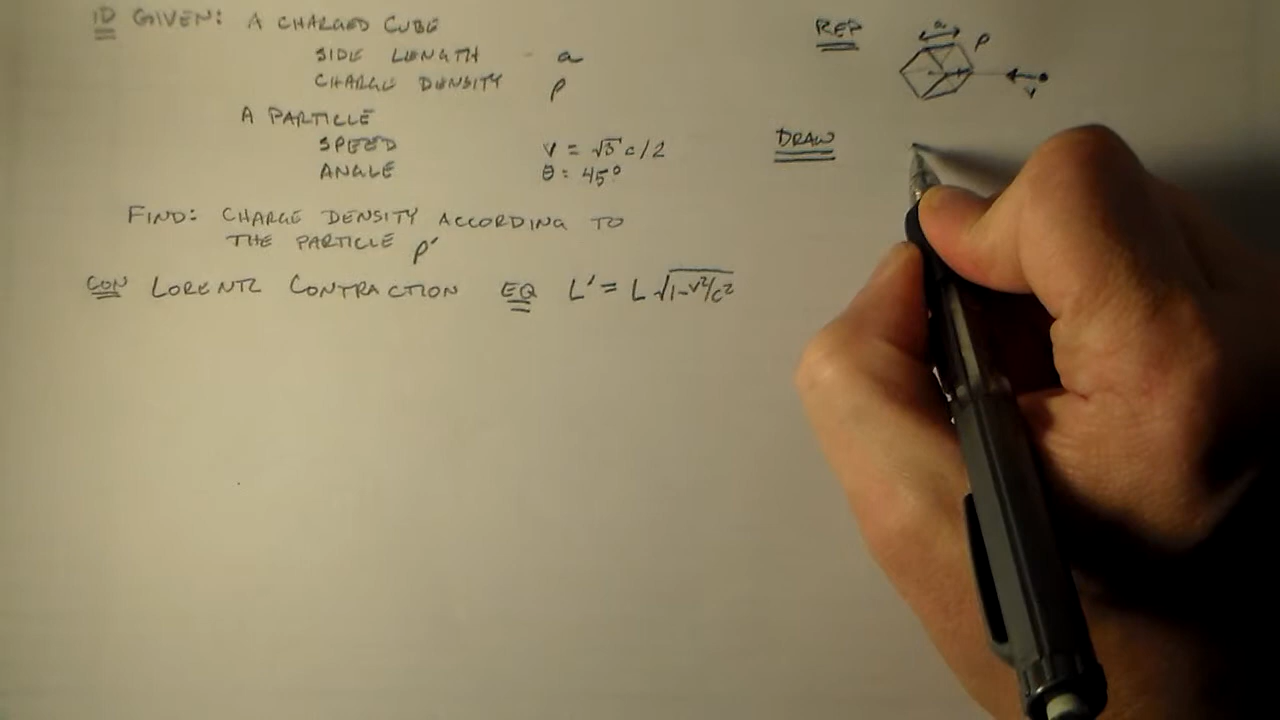 ID GIVEN: A CHARGED CUBE
SIDE LENGTH - a
CHARGE DENSITY ρ
A PARTICLE
SPEED v = √3 c/2
ANGLE θ = 45°
FIND: CHARGE DENSITY ACCORDING TO
THE PARTICLE ρ'
CON LORENTZ CONTRACTION EQ L' = L √1-v²/c²
REP
a
ρ
v
DRAW